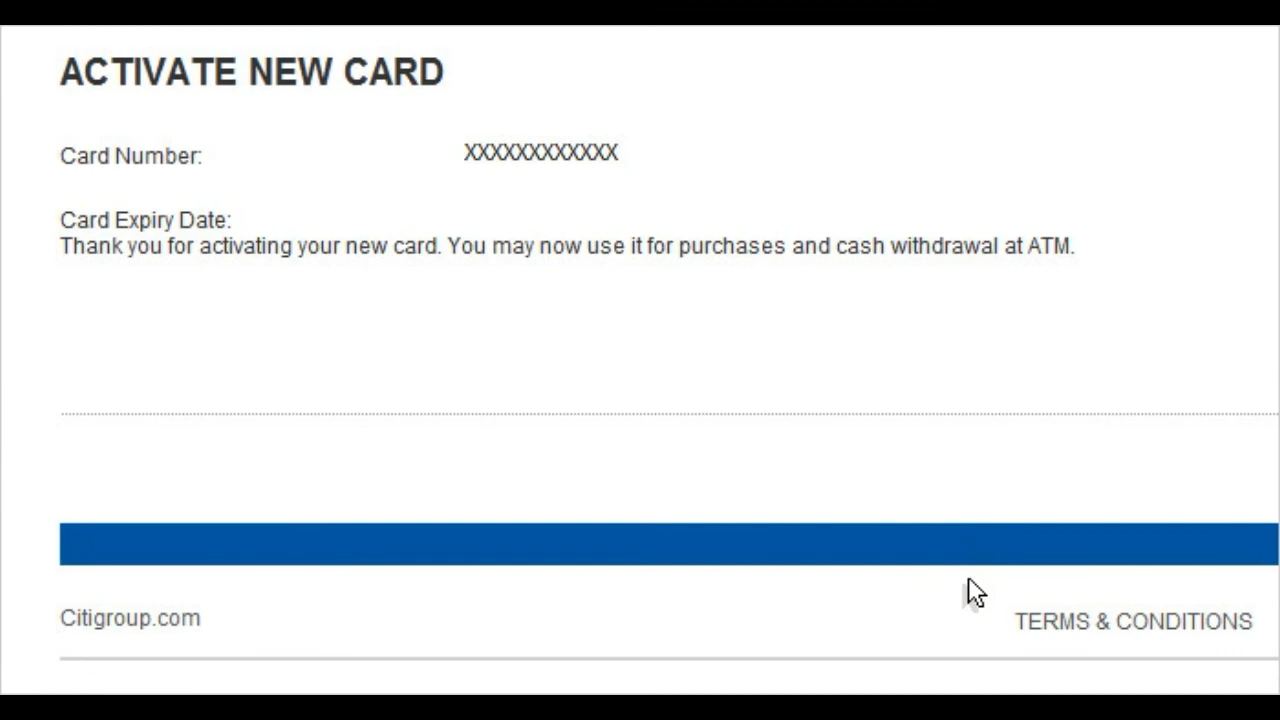 ACTIVATE NEW CARD
Card Number: XXXXXXXXXXXX
Card Expiry Date:
Thank you for activating your new card. You may now use it for purchases and cash withdrawal at ATM.
Citigroup.com TERMS & CONDITIONS